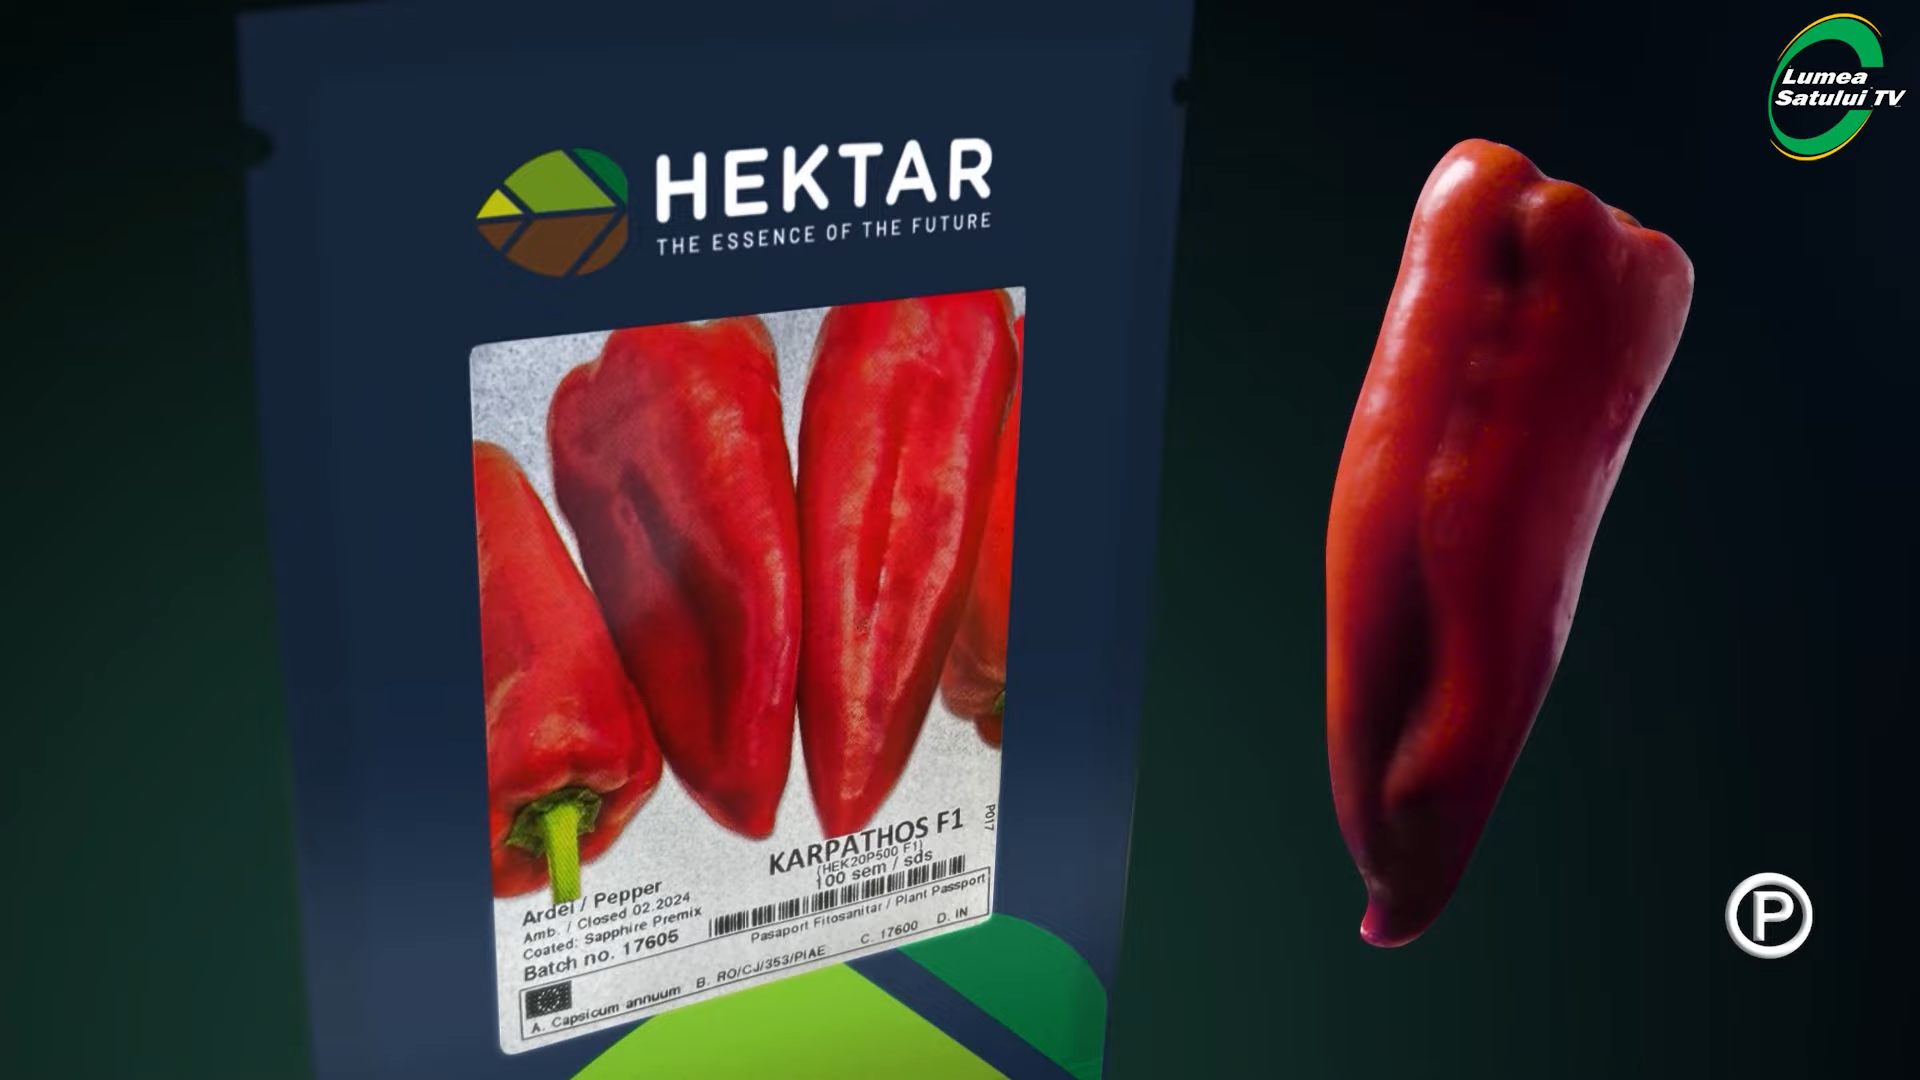 Lumea
Satului TV
HEKTAR
THE ESSENCE OF THE FUTURE
P017
KARPATHOS F1
(HEK20P500 F1)
100 sem / sds
Ardei / Pepper
Amb. / Closed 02.2024
Coated: Sapphire Premix
Batch no. 17605
Pasaport Fitosanitar / Plant Passport
A. Capsicum annuum B. RO/CJ/353/PIAE C. 17600 D. IN
P